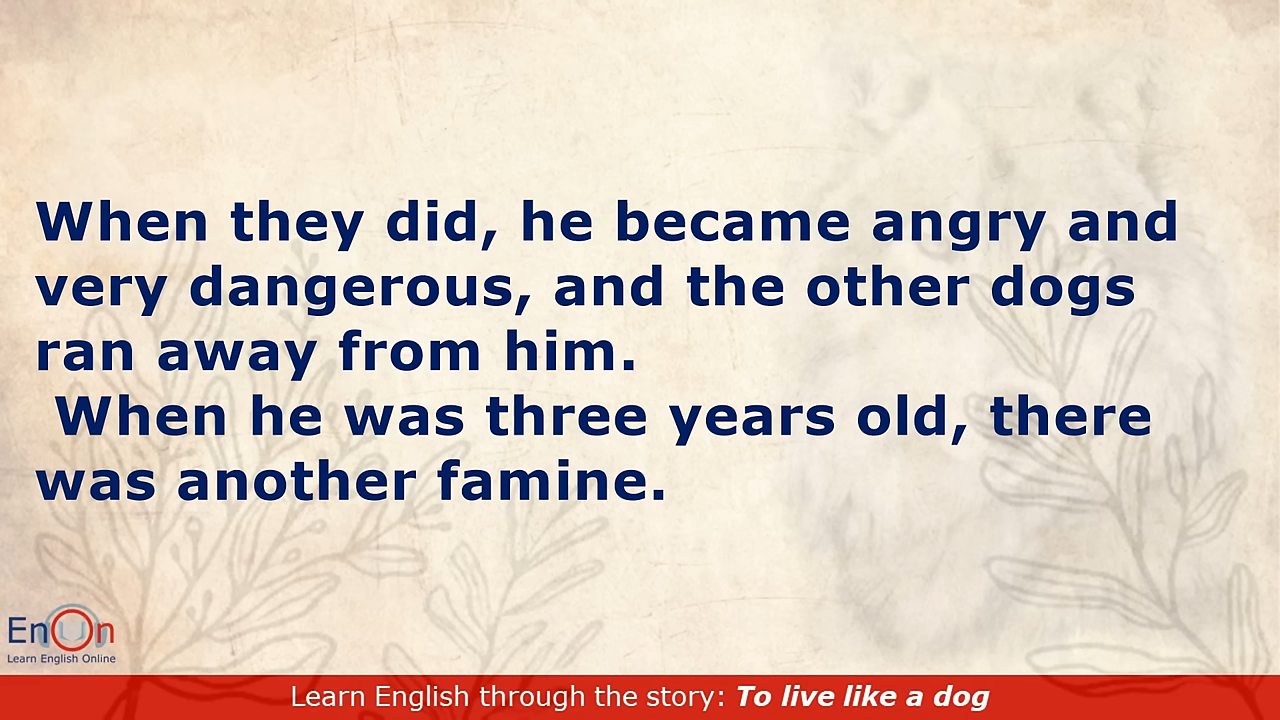 When they did, he became angry and
very dangerous, and the other dogs
ran away from him.
When he was three years old, there
was another famine.
EnOn
Learn English Online
Learn English through the story: To live like a dog